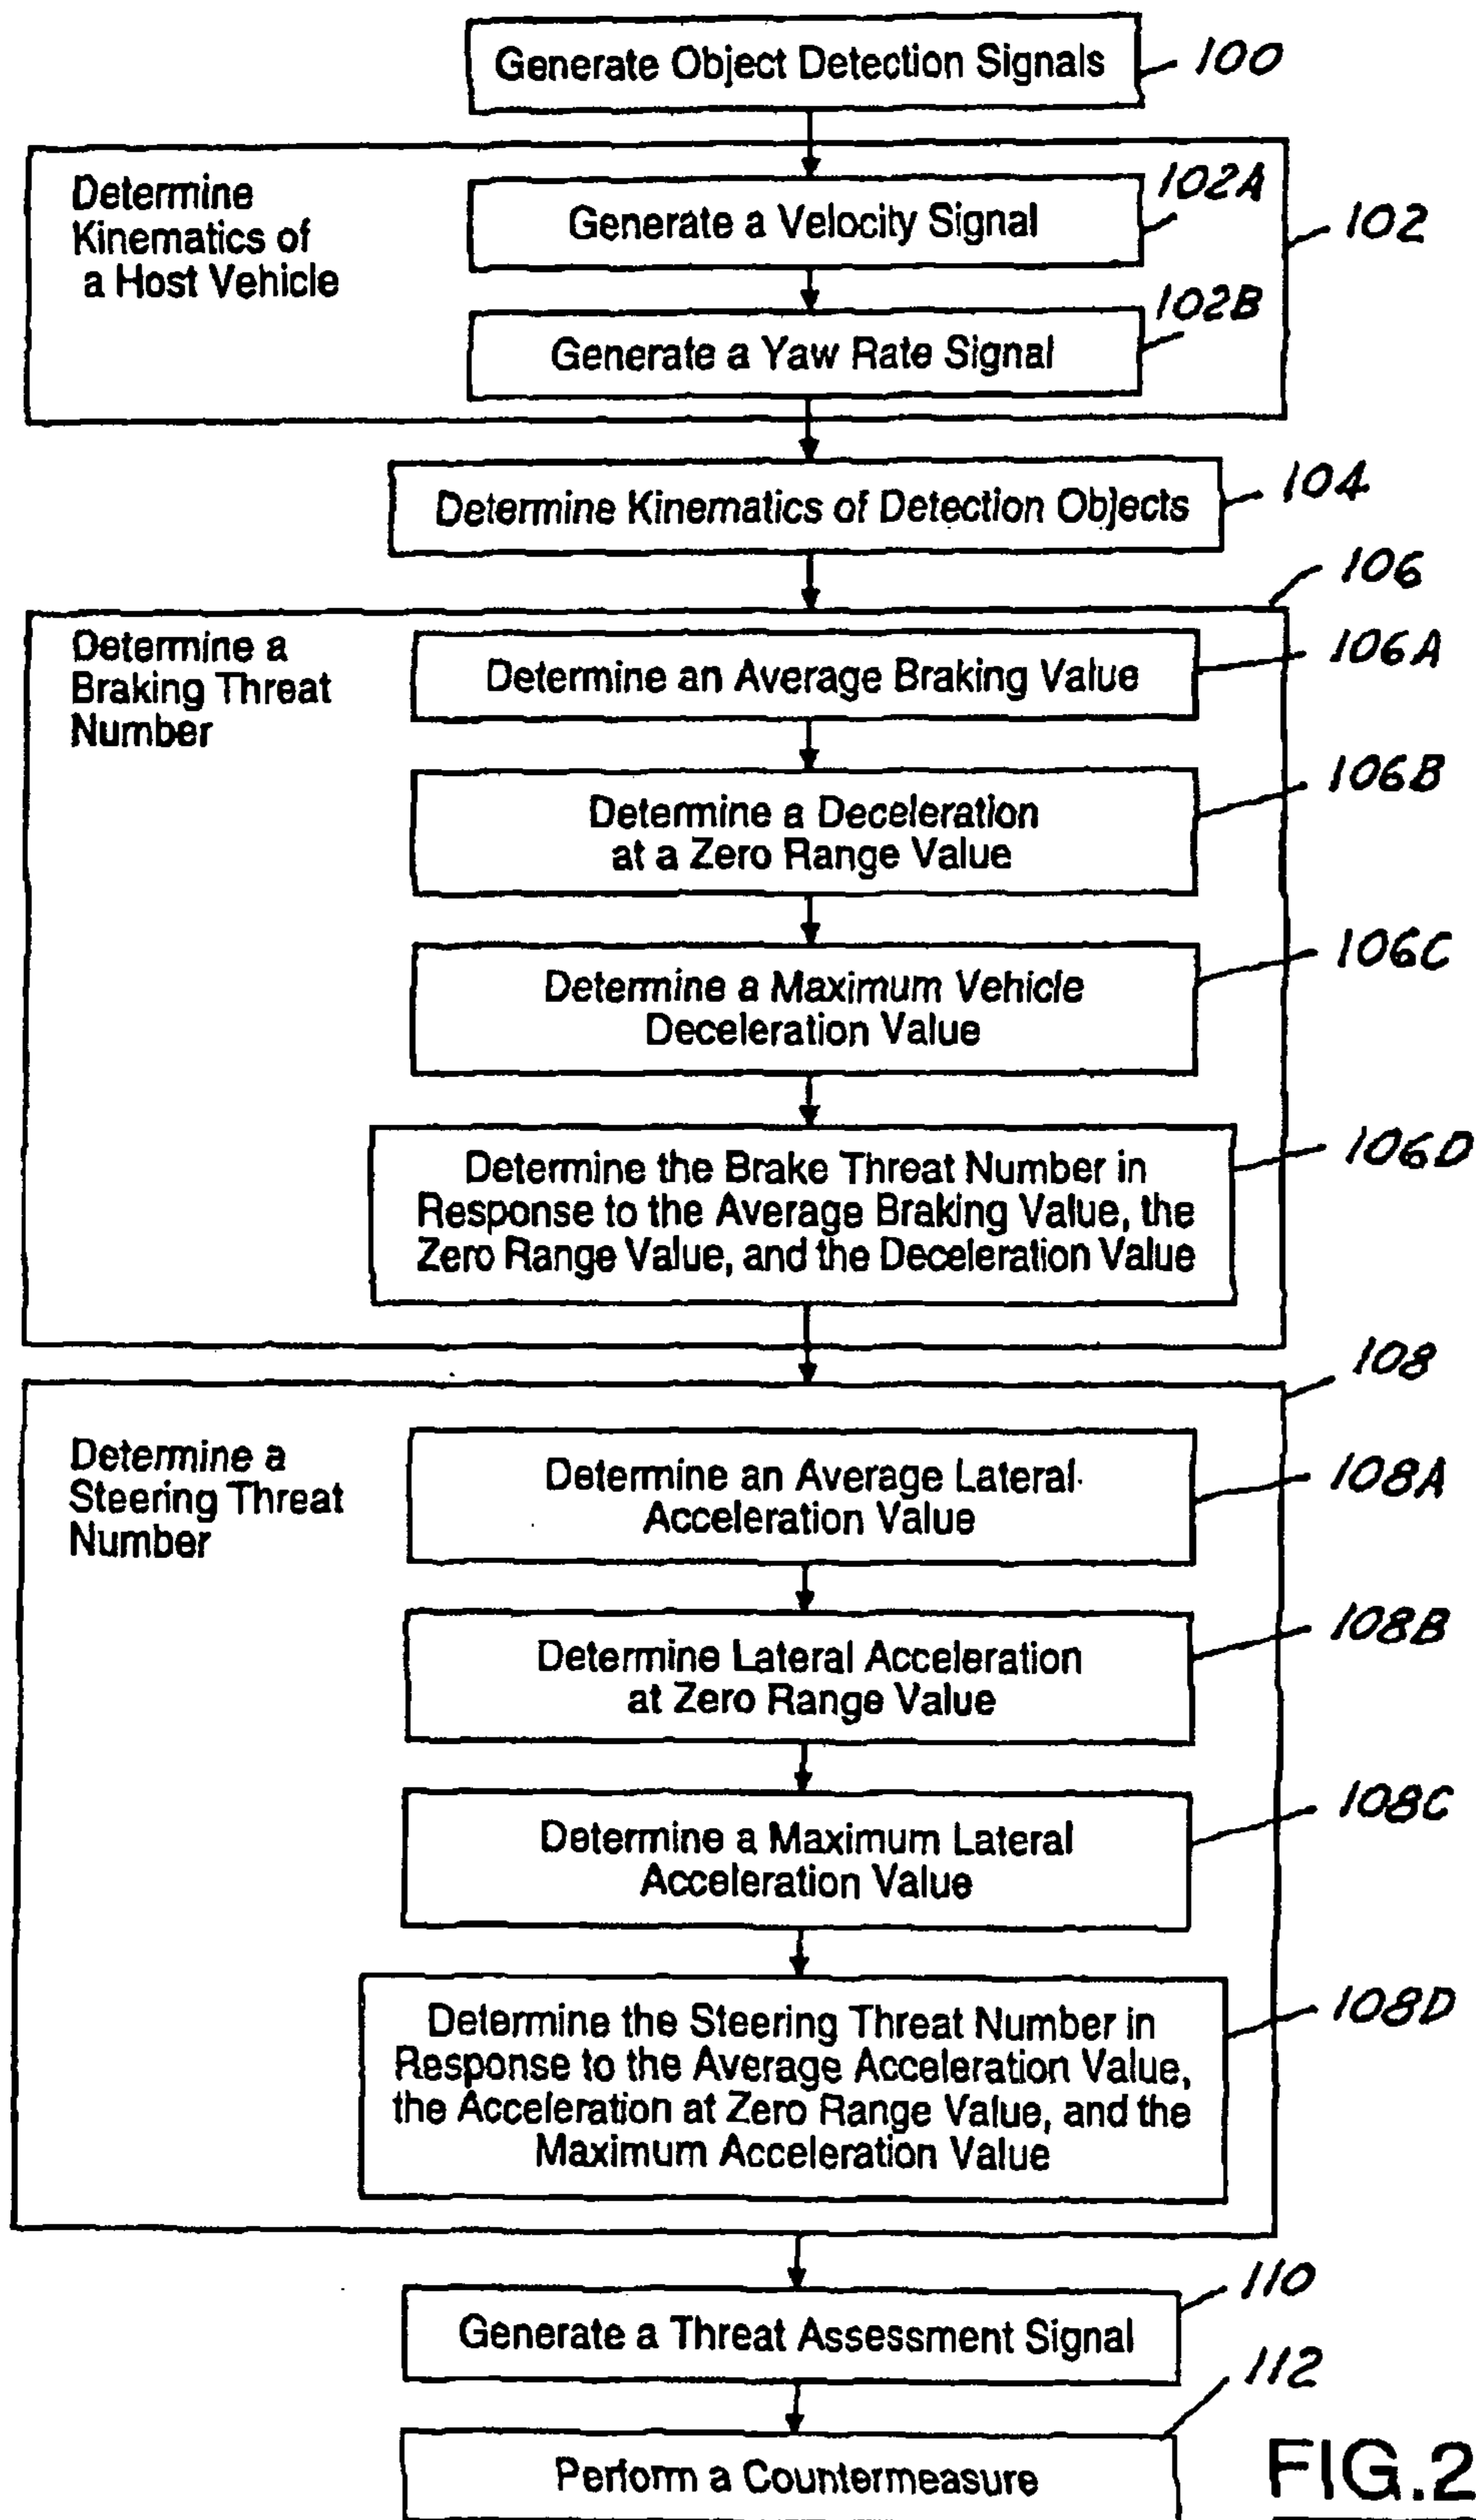 Generate Object Detection Signals
100
Determine
Kinematics of
a Host Vehicle
Generate a Velocity Signal
102A
102
Generate a Yaw Rate Signal
102B
Determine Kinematics of Detection Objects
104
106
Determine a
Braking Threat
Number
Determine an Average Braking Value
106A
Determine a Deceleration
at a Zero Range Value
106B
Determine a Maximum Vehicle
Deceleration Value
106C
Determine the Brake Threat Number in
Response to the Average Braking Value, the
Zero Range Value, and the Deceleration Value
106D
108
Determine a
Steering Threat
Number
Determine an Average Lateral
Acceleration Value
108A
Determine Lateral Acceleration
at Zero Range Value
108B
Determine a Maximum Lateral
Acceleration Value
108C
Determine the Steering Threat Number in
Response to the Average Acceleration Value,
the Acceleration at Zero Range Value, and the
Maximum Acceleration Value
108D
Generate a Threat Assessment Signal
110
Perform a Countermeasure
112
FIG.2